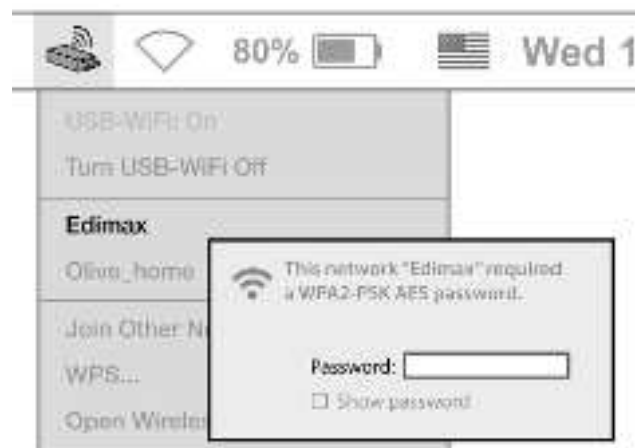 80% Wed 1
USB-WiFi: On
Turn USB-WiFi Off
Edimax
Olive_home
This network "Edimax" required
a WPA2-PSK AES password.
Join Other N
Password:
WPS...
Show password
Open Wireles